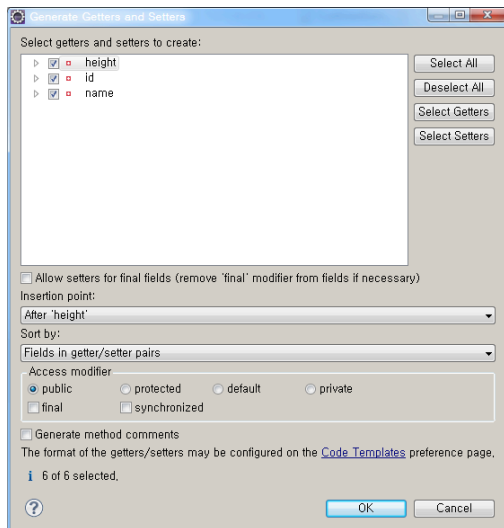 Generate Getters and Setters
Select getters and setters to create:
height
id
name
Select All
Deselect All
Select Getters
Select Setters
Allow setters for final fields (remove 'final' modifier from fields if necessary)
Insertion point:
After 'height'
Sort by:
Fields in getter/setter pairs
Access modifier
public protected default private
final synchronized
Generate method comments
The format of the getters/setters may be configured on the Code Templates preference page.
i 6 of 6 selected.
? OK Cancel